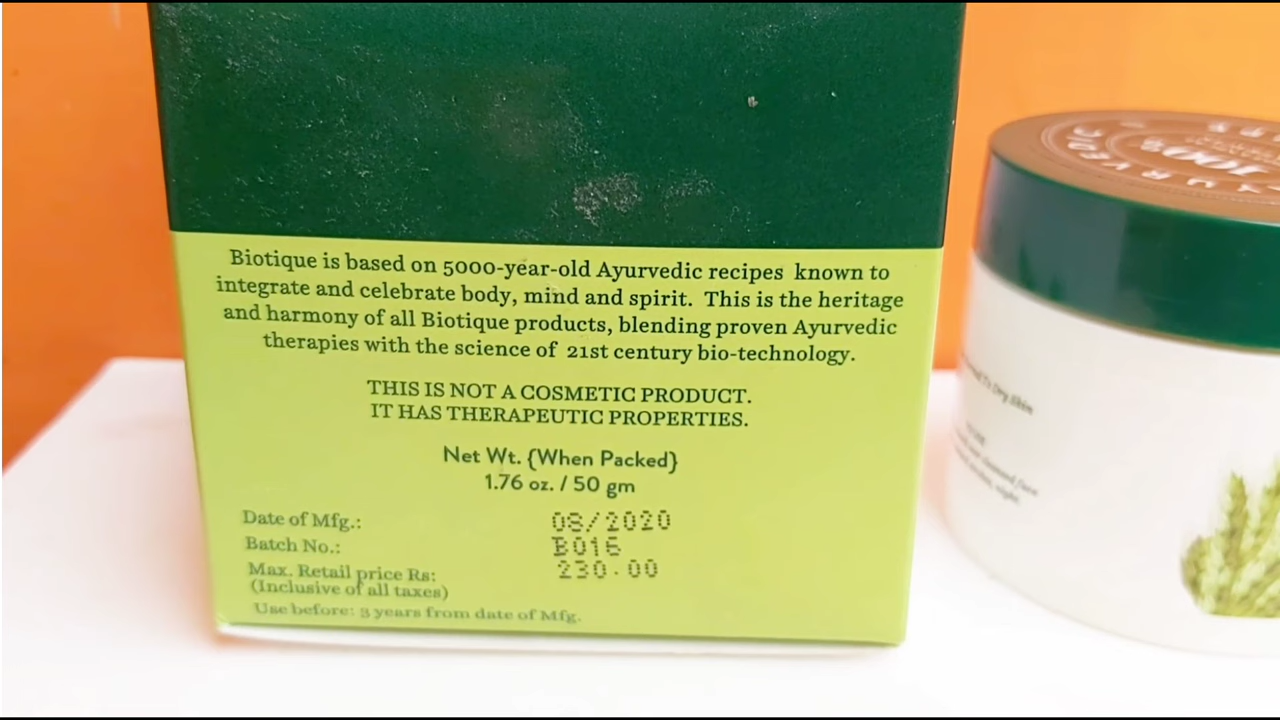 Biotique is based on 5000-year-old Ayurvedic recipes known to
integrate and celebrate body, mind and spirit. This is the heritage
and harmony of all Biotique products, blending proven Ayurvedic
therapies with the science of 21st century bio-technology.
THIS IS NOT A COSMETIC PRODUCT.
IT HAS THERAPEUTIC PROPERTIES.
Net Wt. {When Packed}
1.76 oz. / 50 gm
Date of Mfg.: 08/2020
Batch No.: B016
Max. Retail price Rs: 230.00
(Inclusive of all taxes)
Use before: 3 years from date of Mfg.
100%
To Dry Skin